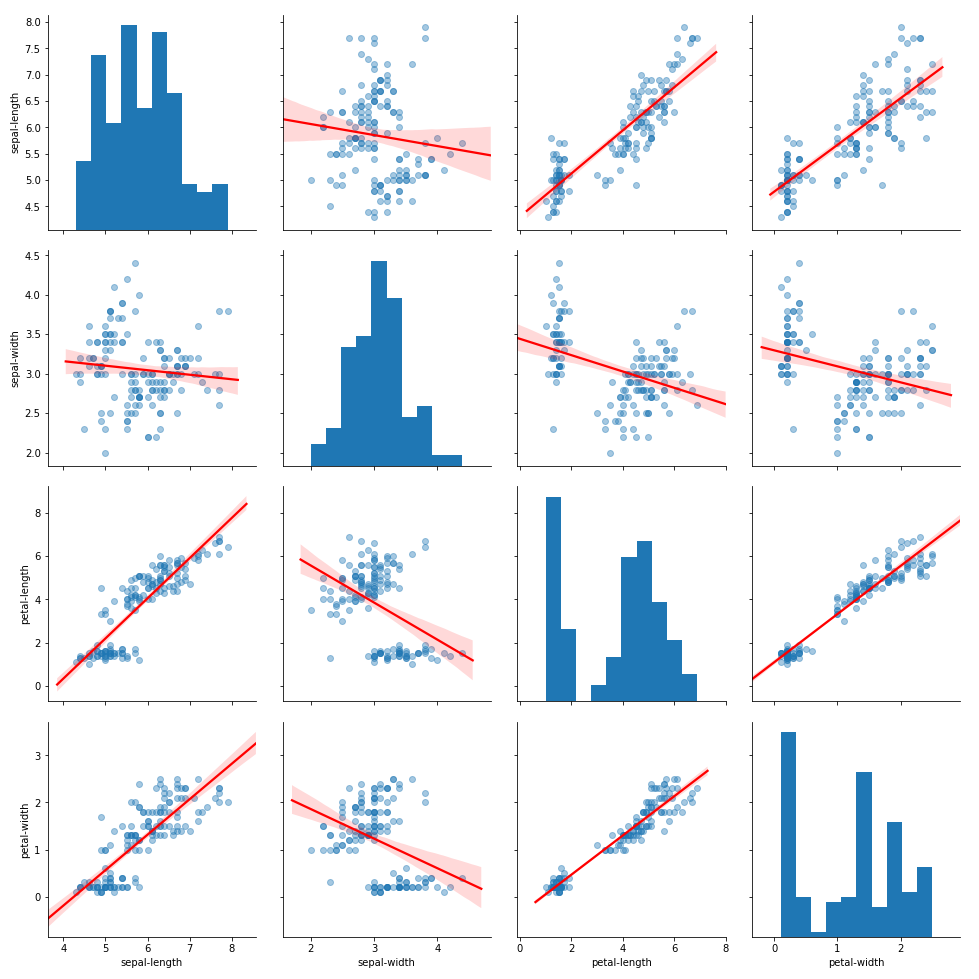 8.0
7.5
7.0
6.5
6.0
5.5
5.0
4.5
sepal-length
4.5
4.0
3.5
3.0
2.5
2.0
sepal-width
8
6
4
2
0
petal-length
3
2
1
0
petal-width
4 5 6 7 8
sepal-length
2 3 4
sepal-width
0 2 4 6 8
petal-length
0 1 2
petal-width